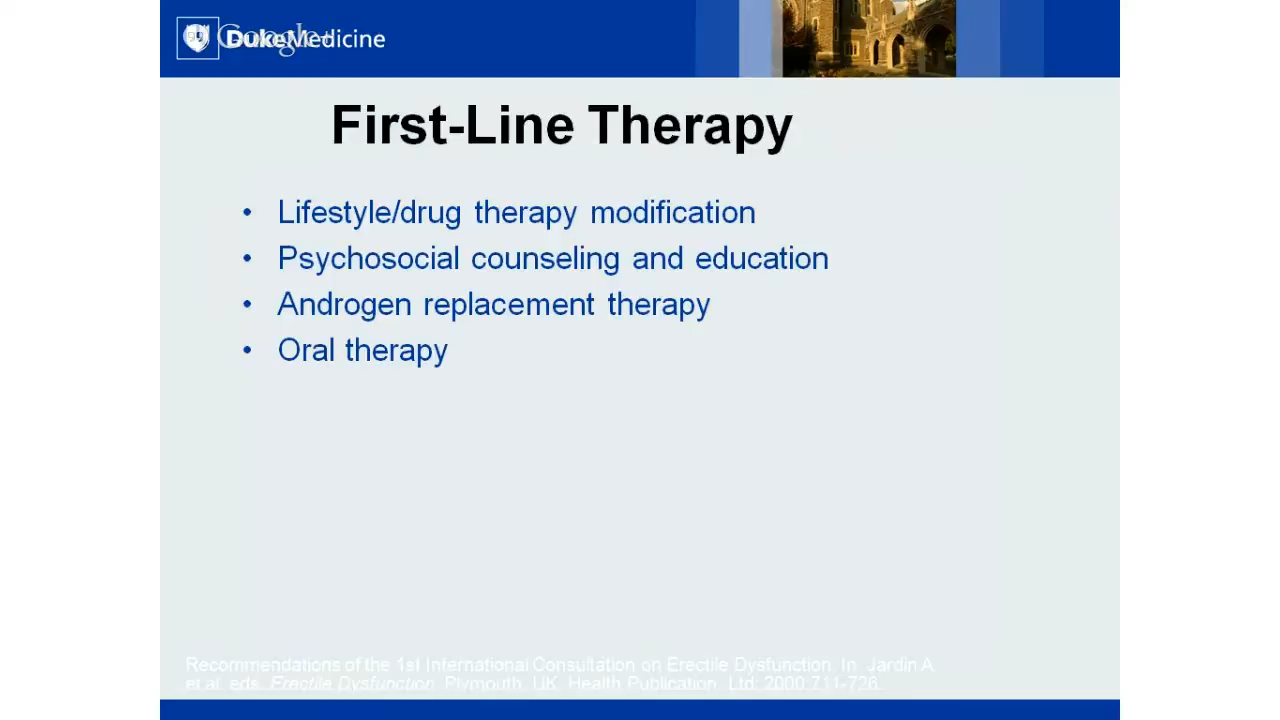 Google+
DukeMedicine
First-Line Therapy
• Lifestyle/drug therapy modification
• Psychosocial counseling and education
• Androgen replacement therapy
• Oral therapy
Recommendations of the 1st International Consultation on Erectile Dysfunction. In: Jardin A
et al, eds. Erectile Dysfunction. Plymouth, UK: Health Publication, Ltd; 2000:711-726.